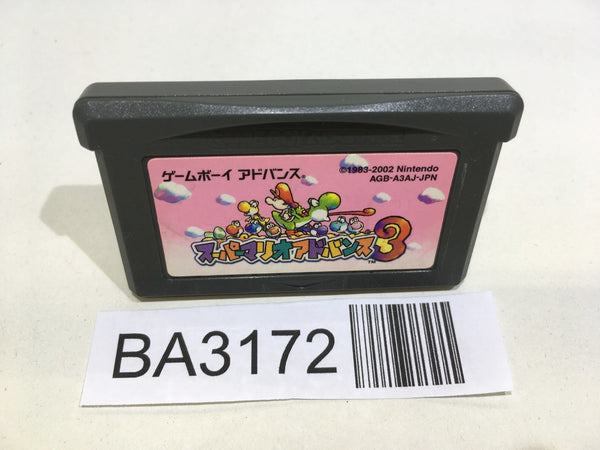 ゲームボーイ アドバンス®
©1983-2002 Nintendo
AGB-A3AJ-JPN
スーパーマリオアドバンス3
TM
BA3172